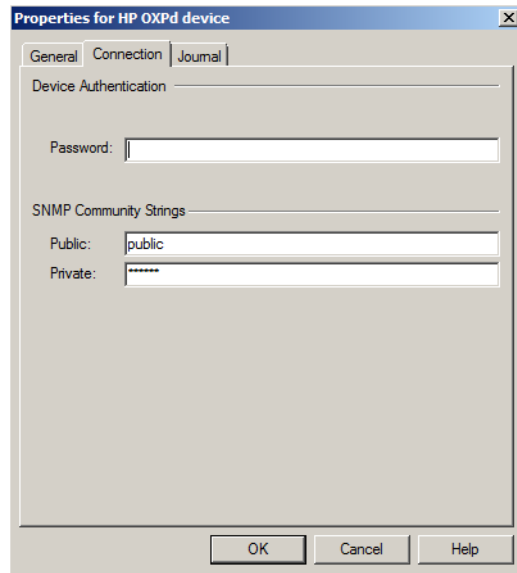 Properties for HP OXPd device
General Connection Journal
Device Authentication
Password:
SNMP Community Strings
Public: public
Private: ******
OK Cancel Help